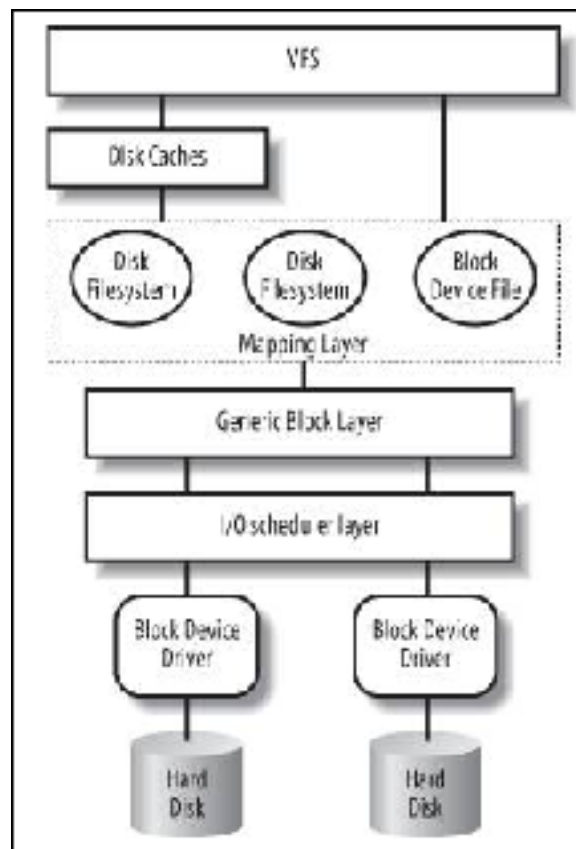 VFS
Disk Caches
Disk
Filesystem
Disk
Filesystem
Block
Device File
Mapping Layer
Generic Block Layer
I/O scheduler layer
Block Device
Driver
Block Device
Driver
Hard
Disk
Hard
Disk